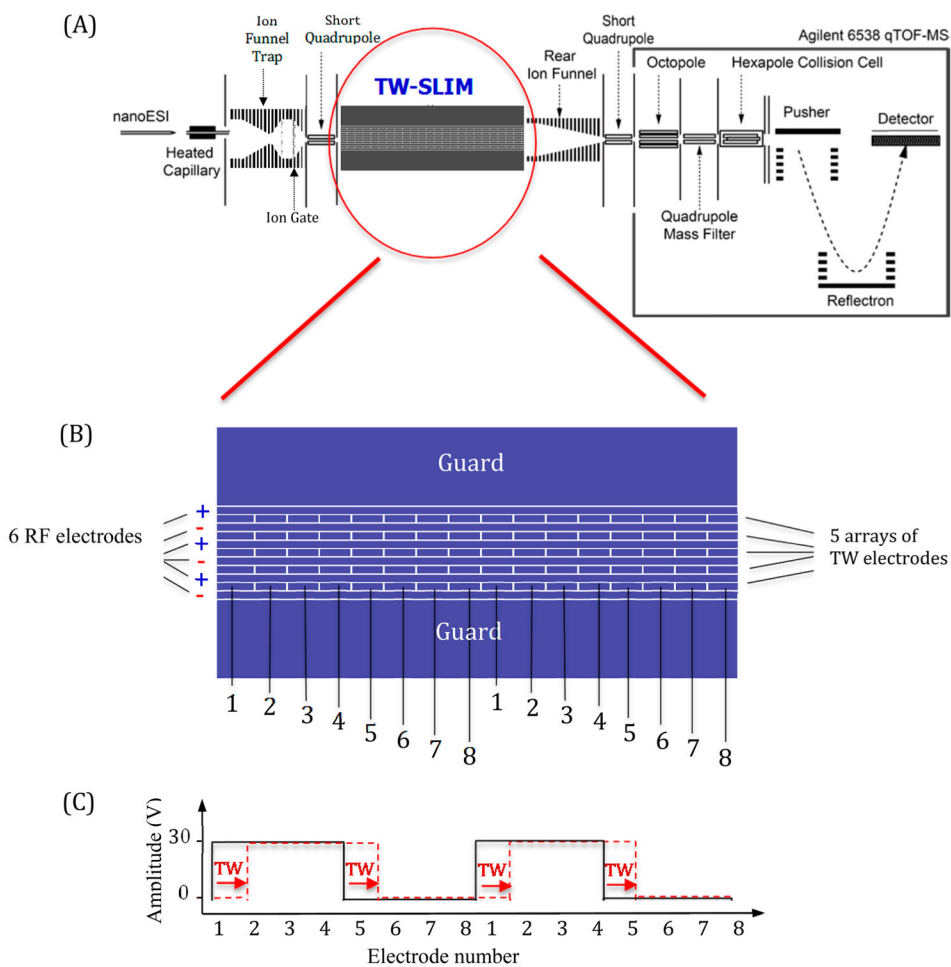 (A)
Ion
Funnel
Trap
Short
Quadrupole
TW-SLIM
Rear
Ion Funnel
Short
Quadrupole
Agilent 6538 qTOF-MS
Octopole
Hexapole Collision Cell
Pusher
Detector
nanoESI
Heated
Capillary
Ion Gate
Quadrupole
Mass Filter
Reflectron
(B)
Guard
6 RF electrodes
+
-
+
-
+
-
5 arrays of
TW electrodes
Guard
1 2 3 4 5 6 7 8 1 2 3 4 5 6 7 8
(C)
Amplitude (V)
30
0
TW TW TW TW
1 2 3 4 5 6 7 8 1 2 3 4 5 6 7 8
Electrode number